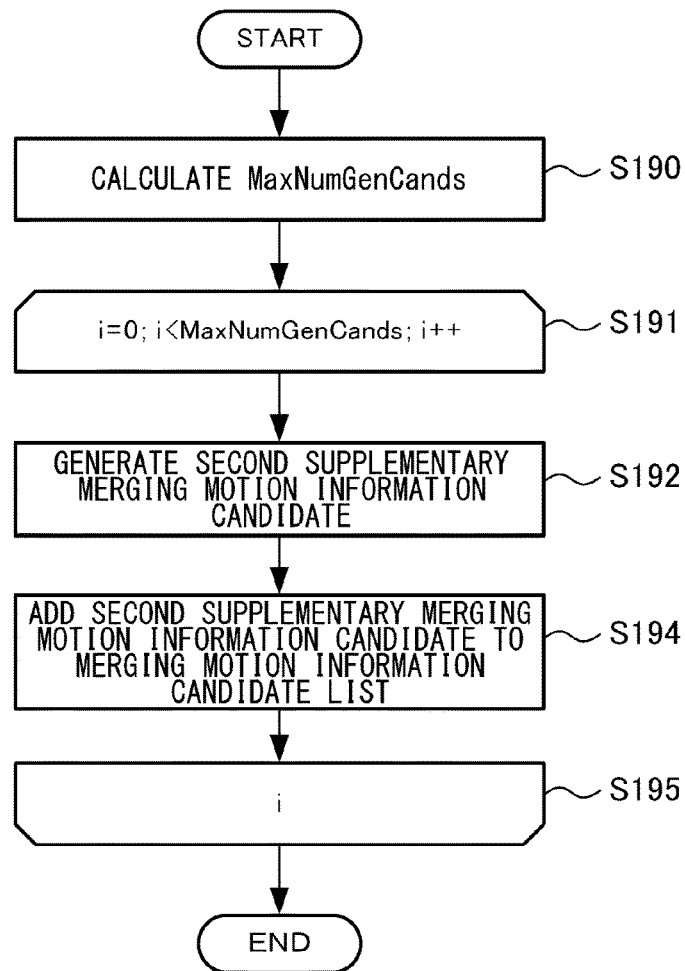 START
CALCULATE MaxNumGenCands
S190
i=0; i<MaxNumGenCands; i++
S191
GENERATE SECOND SUPPLEMENTARY
MERGING MOTION INFORMATION
CANDIDATE
S192
ADD SECOND SUPPLEMENTARY MERGING
MOTION INFORMATION CANDIDATE TO
MERGING MOTION INFORMATION
CANDIDATE LIST
S194
i
S195
END